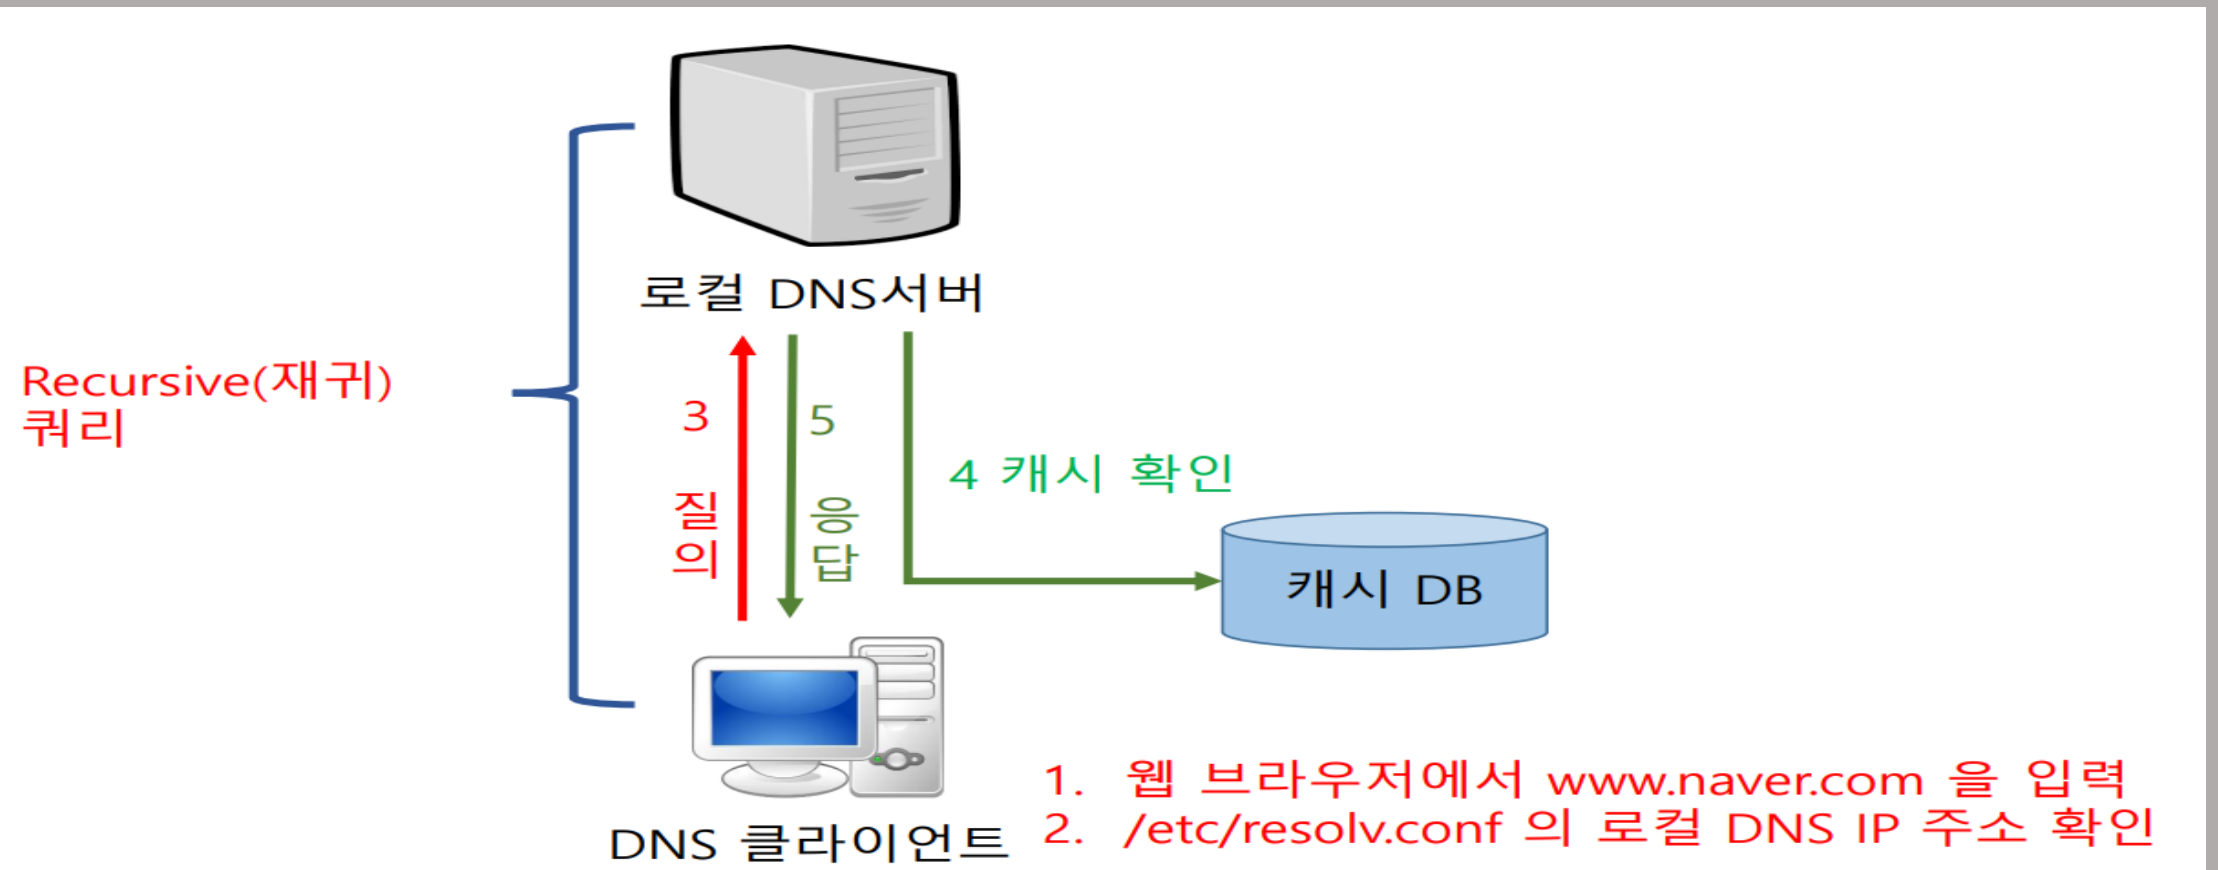 로컬 DNS서버
Recursive(재귀)
쿼리
3
질
의
5
응
답
4 캐시 확인
캐시 DB
DNS 클라이언트
1. 웹 브라우저에서 www.naver.com 을 입력
2. /etc/resolv.conf 의 로컬 DNS IP 주소 확인